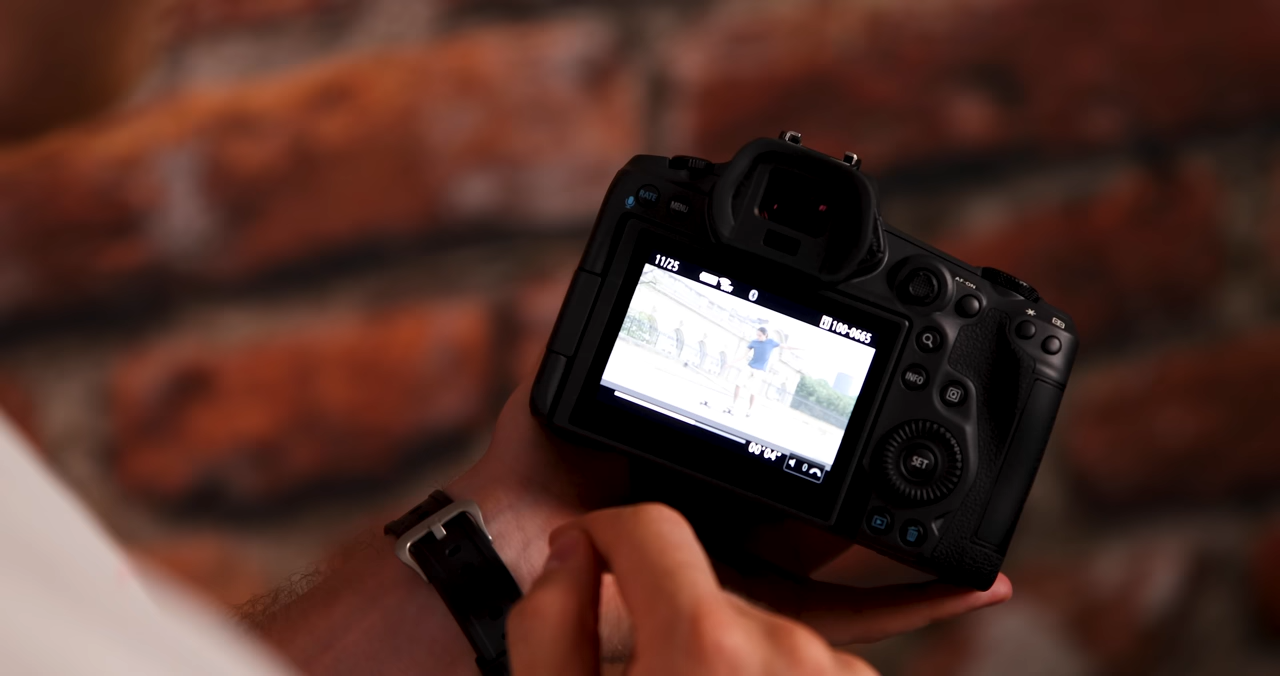 RATE
MENU
11/25
100-0665
AF-ON
INFO
SET
00'04"
0